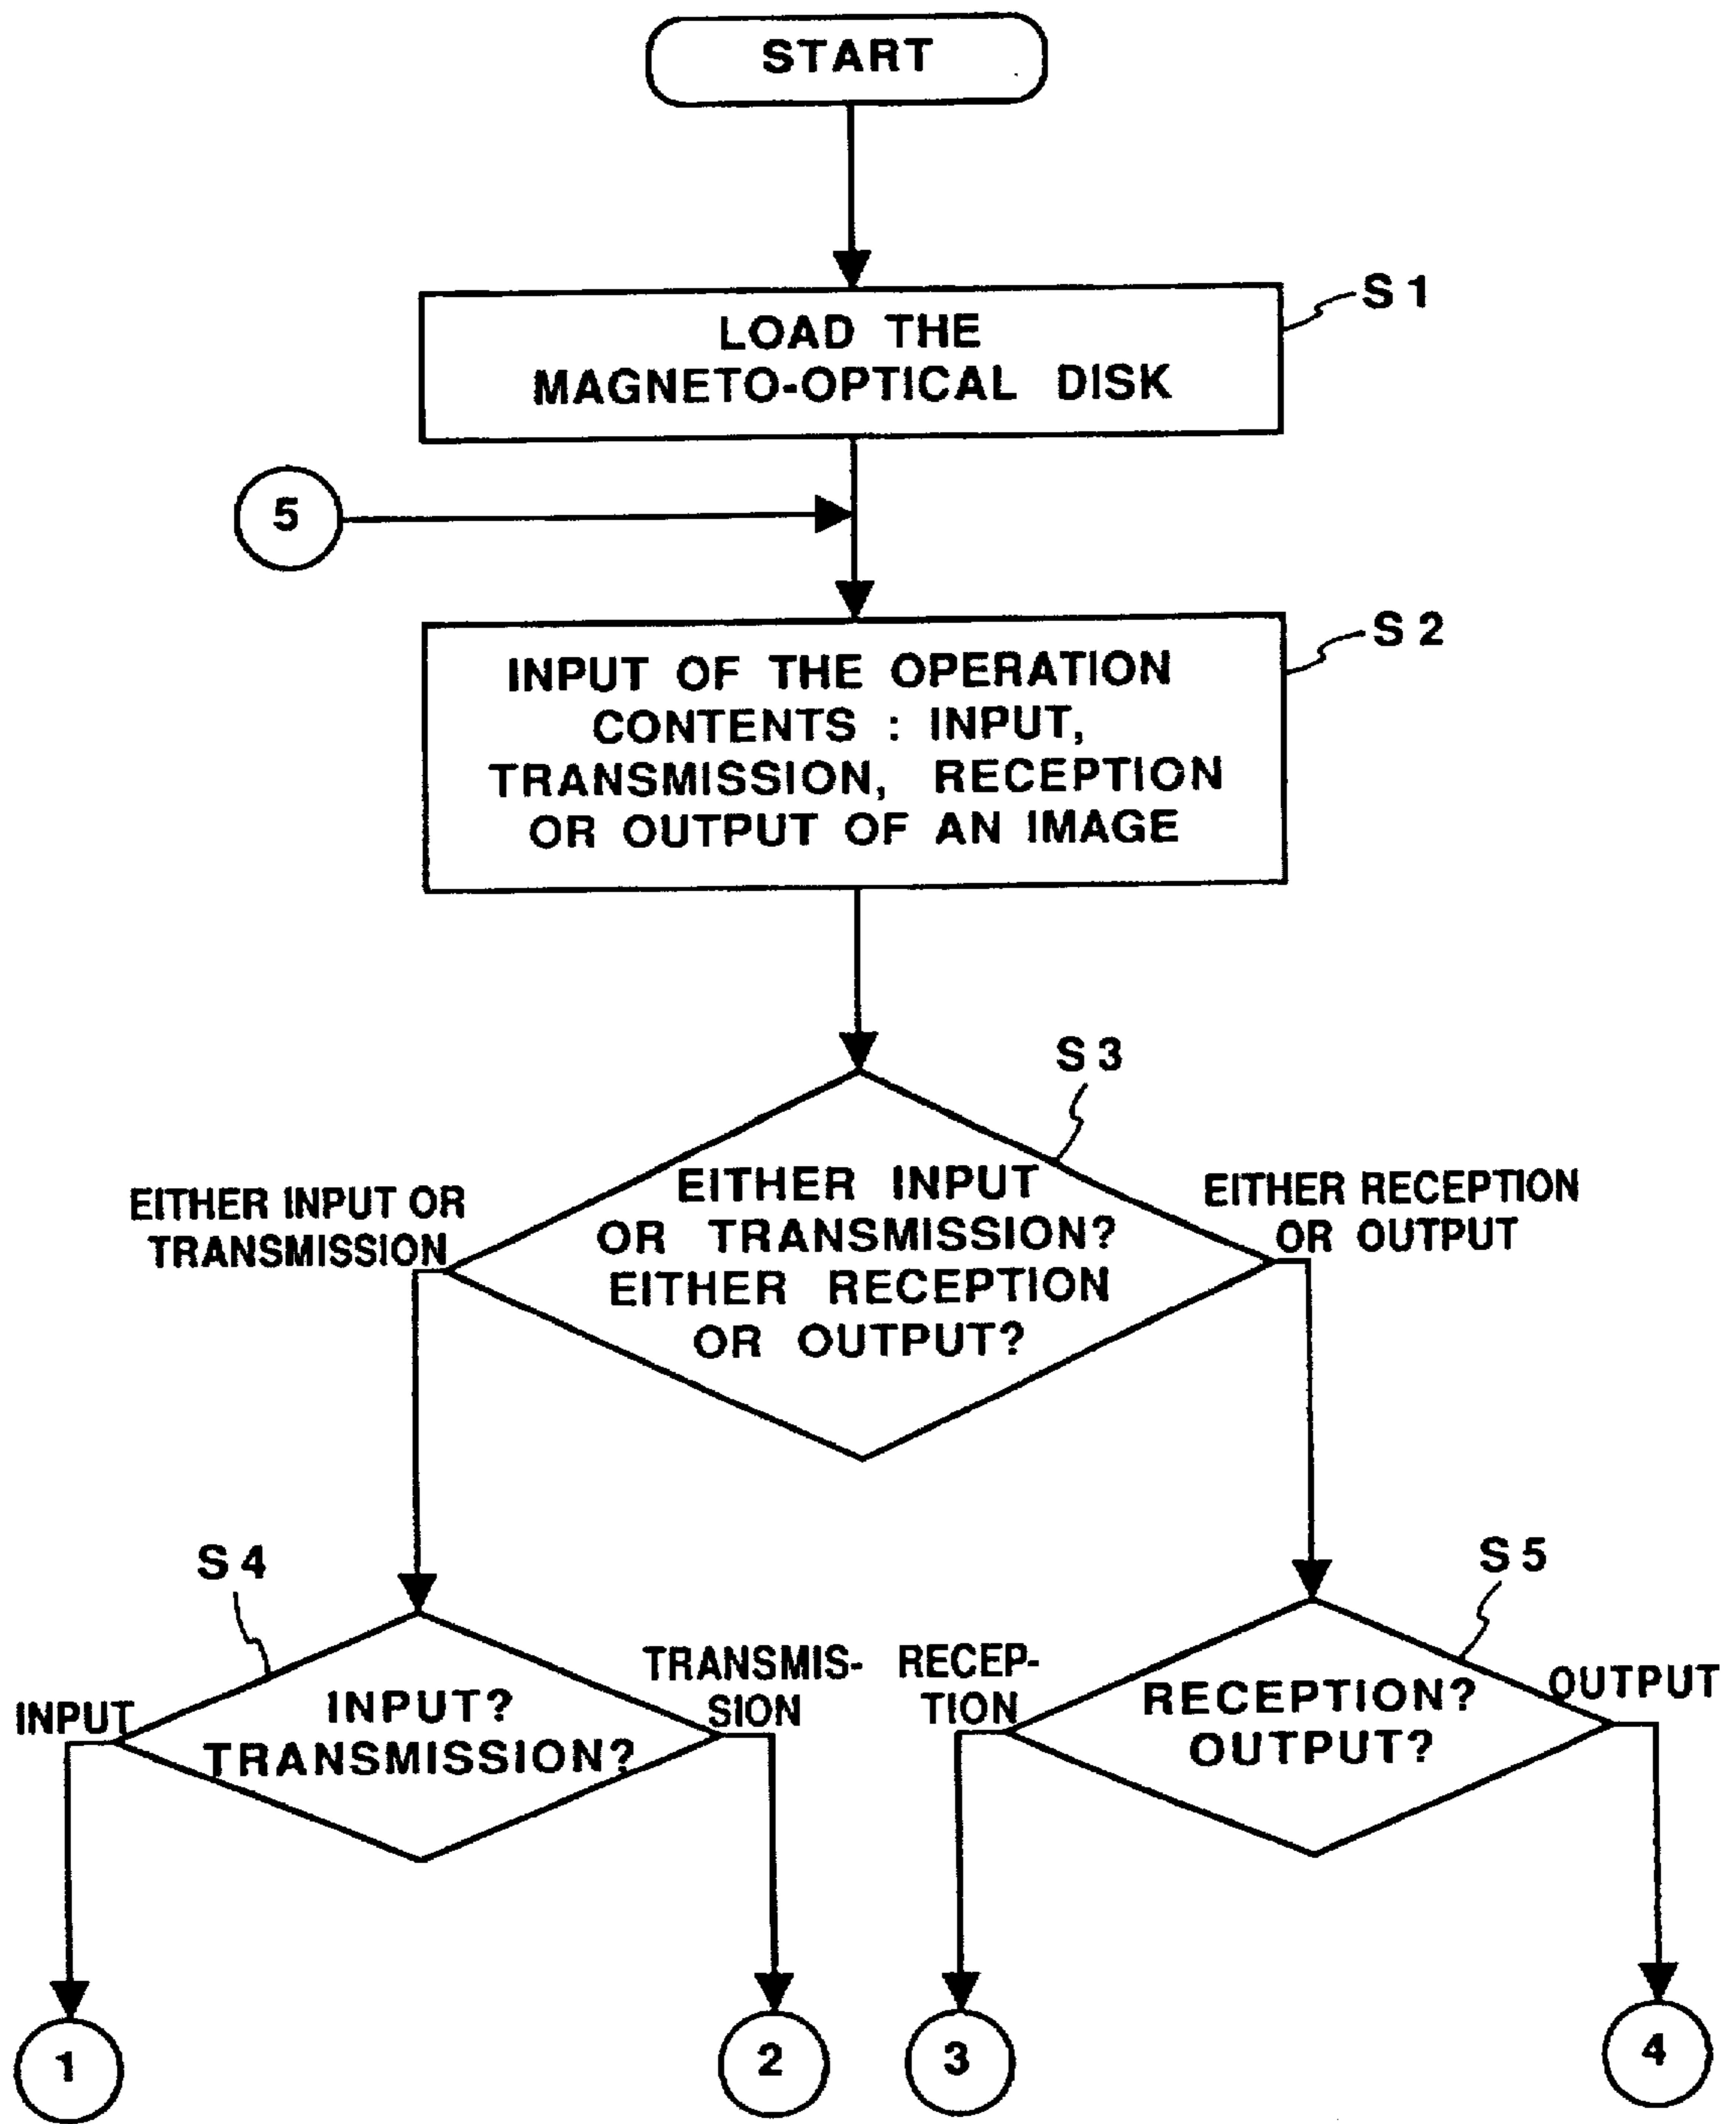 START
S1
LOAD THE
MAGNETO-OPTICAL DISK
5
S2
INPUT OF THE OPERATION
CONTENTS : INPUT,
TRANSMISSION, RECEPTION
OR OUTPUT OF AN IMAGE
S3
EITHER INPUT
OR TRANSMISSION?
EITHER RECEPTION
OR OUTPUT?
EITHER INPUT OR
TRANSMISSION
EITHER RECEPTION
OR OUTPUT
S4
INPUT?
TRANSMISSION?
INPUT
TRANSMIS-
SION
S5
RECEPTION?
OUTPUT?
RECEP-
TION
OUTPUT
1
2
3
4